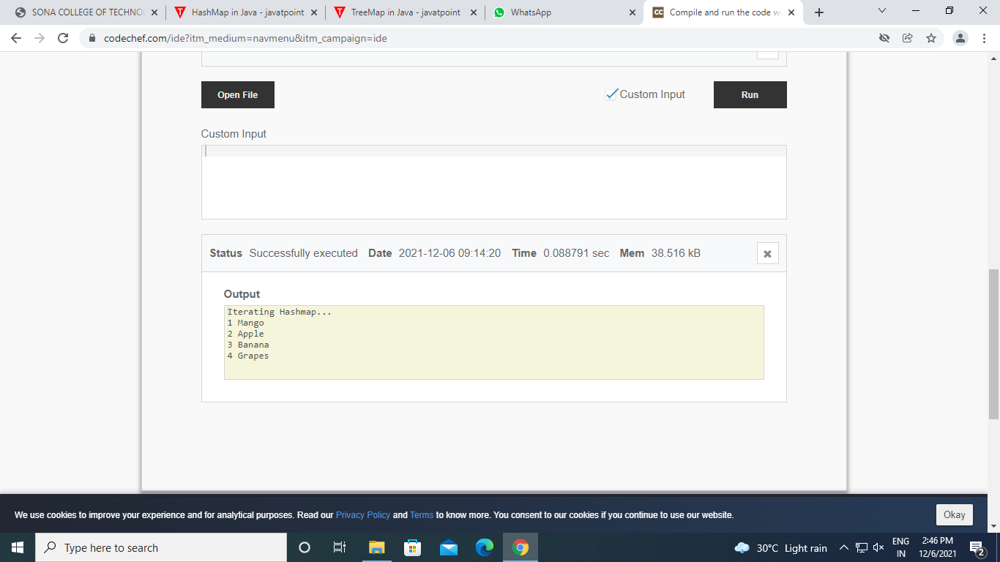 SONA COLLEGE OF TECHNO
HashMap in Java - javatpoint
TreeMap in Java - javatpoint
WhatsApp
CC Compile and run the code w
codechef.com/ide?itm_medium=navmenu&itm_campaign=ide
Open File
Custom Input
Run
Custom Input
Status Successfully executed Date 2021-12-06 09:14:20 Time 0.088791 sec Mem 38.516 kB
Output
Iterating Hashmap...
1 Mango
2 Apple
3 Banana
4 Grapes
We use cookies to improve your experience and for analytical purposes. Read our Privacy Policy and Terms to know more. You consent to our cookies if you continue to use our website.
Okay
Type here to search
30°C Light rain
ENG
IN
2:46 PM
12/6/2021
2